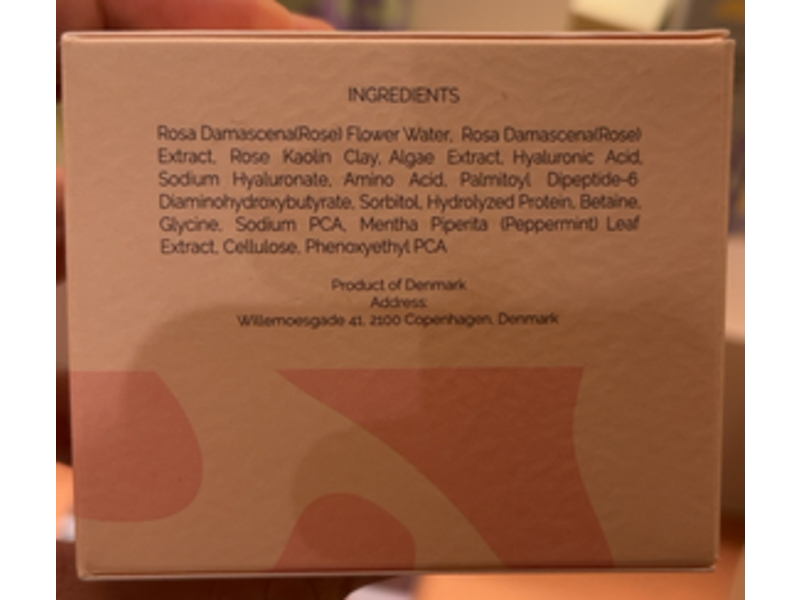 INGREDIENTS
Rosa Damascena(Rose) Flower Water, Rosa Damascena(Rose)
Extract, Rose Kaolin Clay, Algae Extract, Hyaluronic Acid,
Sodium Hyaluronate, Amino Acid, Palmitoyl Dipeptide-6
Diaminohydroxybutyrate, Sorbitol, Hydrolyzed Protein, Betaine,
Glycine, Sodium PCA, Mentha Piperita (Peppermint) Leaf
Extract, Cellulose, Phenoxyethyl PCA
Product of Denmark
Address:
Willemoesgade 41, 2100 Copenhagen, Denmark